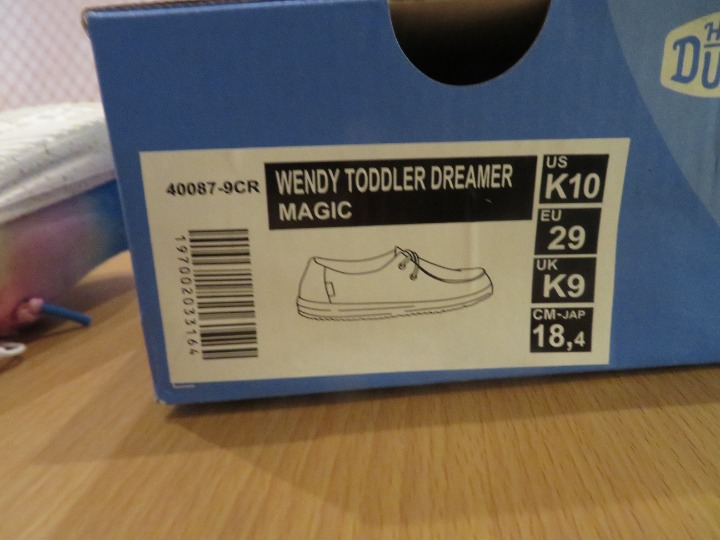 40087-9CR
WENDY TODDLER DREAMER
MAGIC
197002033164
US
K10
EU
29
UK
K9
CM-JAP
18,4